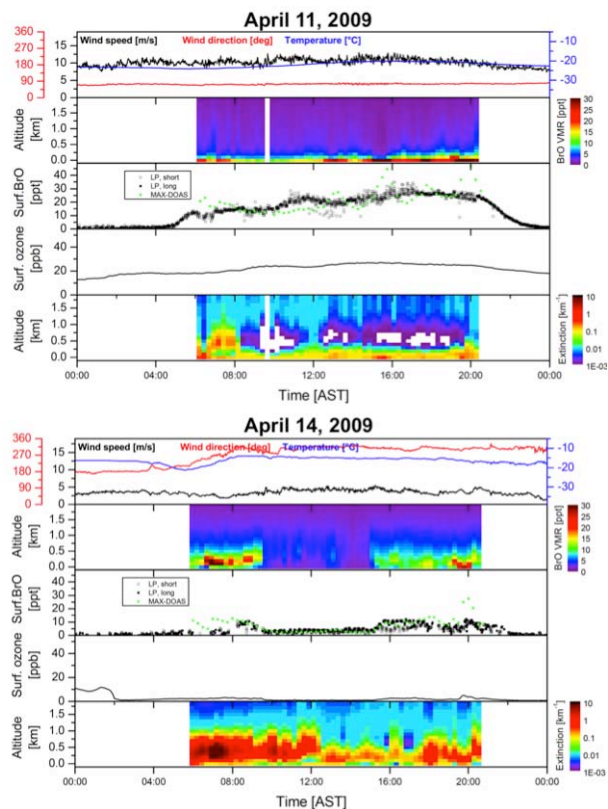 April 11, 2009
360
270
180
90
0
Wind speed [m/s] Wind direction [deg] Temperature [°C]
15
10
5
0
-10
-20
-30
Altitude [km]
1.5
1.0
0.5
0.0
BrO VMR [ppt]
30
25
20
15
10
5
0
Surf.BrO [ppt]
40
30
20
10
0
LP, short
LP, long
MAX-DOAS
Surf. ozone [ppb]
40
20
0
Altitude [km]
1.5
1.0
0.5
0.0
Extinction [km-1]
10
1
0.1
0.01
1E-03
00:00 04:00 08:00 12:00 16:00 20:00 00:00
Time [AST]
April 14, 2009
360
270
180
90
0
Wind speed [m/s] Wind direction [deg] Temperature [°C]
15
10
5
0
-10
-20
-30
Altitude [km]
1.5
1.0
0.5
0.0
BrO VMR [ppt]
30
25
20
15
10
5
0
Surf.BrO [ppt]
40
30
20
10
0
LP, short
LP, long
MAX-DOAS
Surf. ozone [ppb]
40
20
0
Altitude [km]
1.5
1.0
0.5
0.0
Extinction [km-1]
10
1
0.1
0.01
1E-03
00:00 04:00 08:00 12:00 16:00 20:00 00:00
Time [AST]